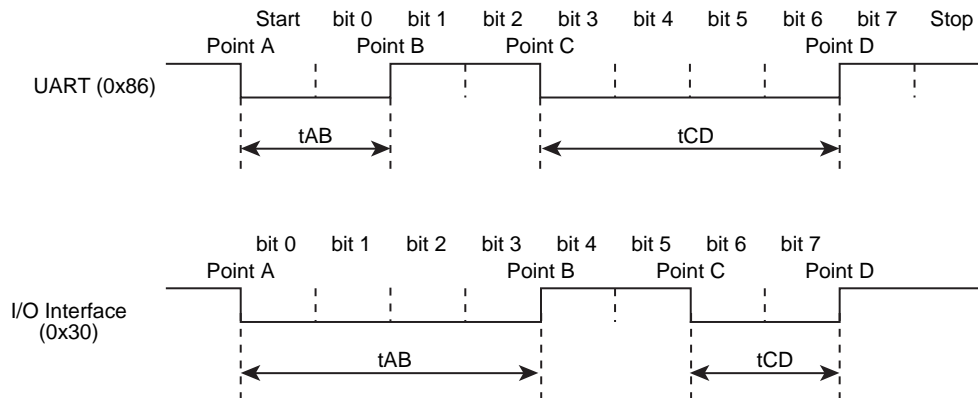 Start bit 0 bit 1 bit 2 bit 3 bit 4 bit 5 bit 6 bit 7 Stop
Point A Point B Point C Point D
UART (0x86)
tAB tCD
bit 0 bit 1 bit 2 bit 3 bit 4 bit 5 bit 6 bit 7
Point A Point B Point C Point D
I/O Interface
(0x30)
tAB tCD